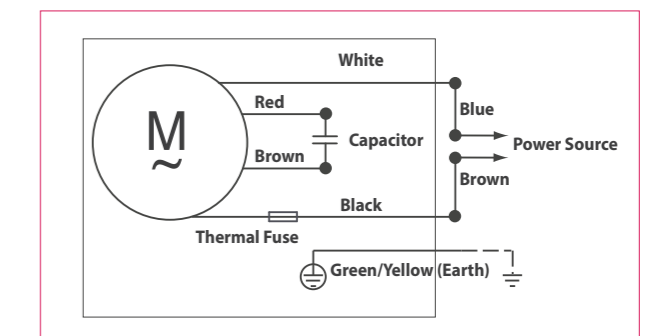 White
Red
Blue
M
~
Capacitor
Power Source
Brown
Brown
Black
Thermal Fuse
Green/Yellow (Earth)